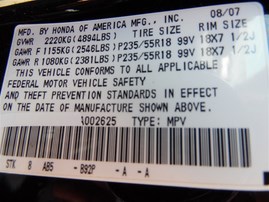 08/07
MFD. BY HONDA OF AMERICA MFG., INC.
GVWR 2220KG(4894LBS) TIRE SIZE RIM SIZE
GAWR F 1155KG(2546LBS) P235/55R18 99V 18X7 1/2J
GAWR R 1080KG(2381LBS) P235/55R18 99V 18X7 1/2J
THIS VEHICLE CONFORMS TO ALL APPLICABLE
FEDERAL MOTOR VEHICLE SAFETY
AND THEFT PREVENTION STANDARDS IN EFFECT
ON THE DATE OF MANUFACTURE SHOWN ABOVE.
002625 TYPE: MPV
STK 8 AB5 - B92P - A - A